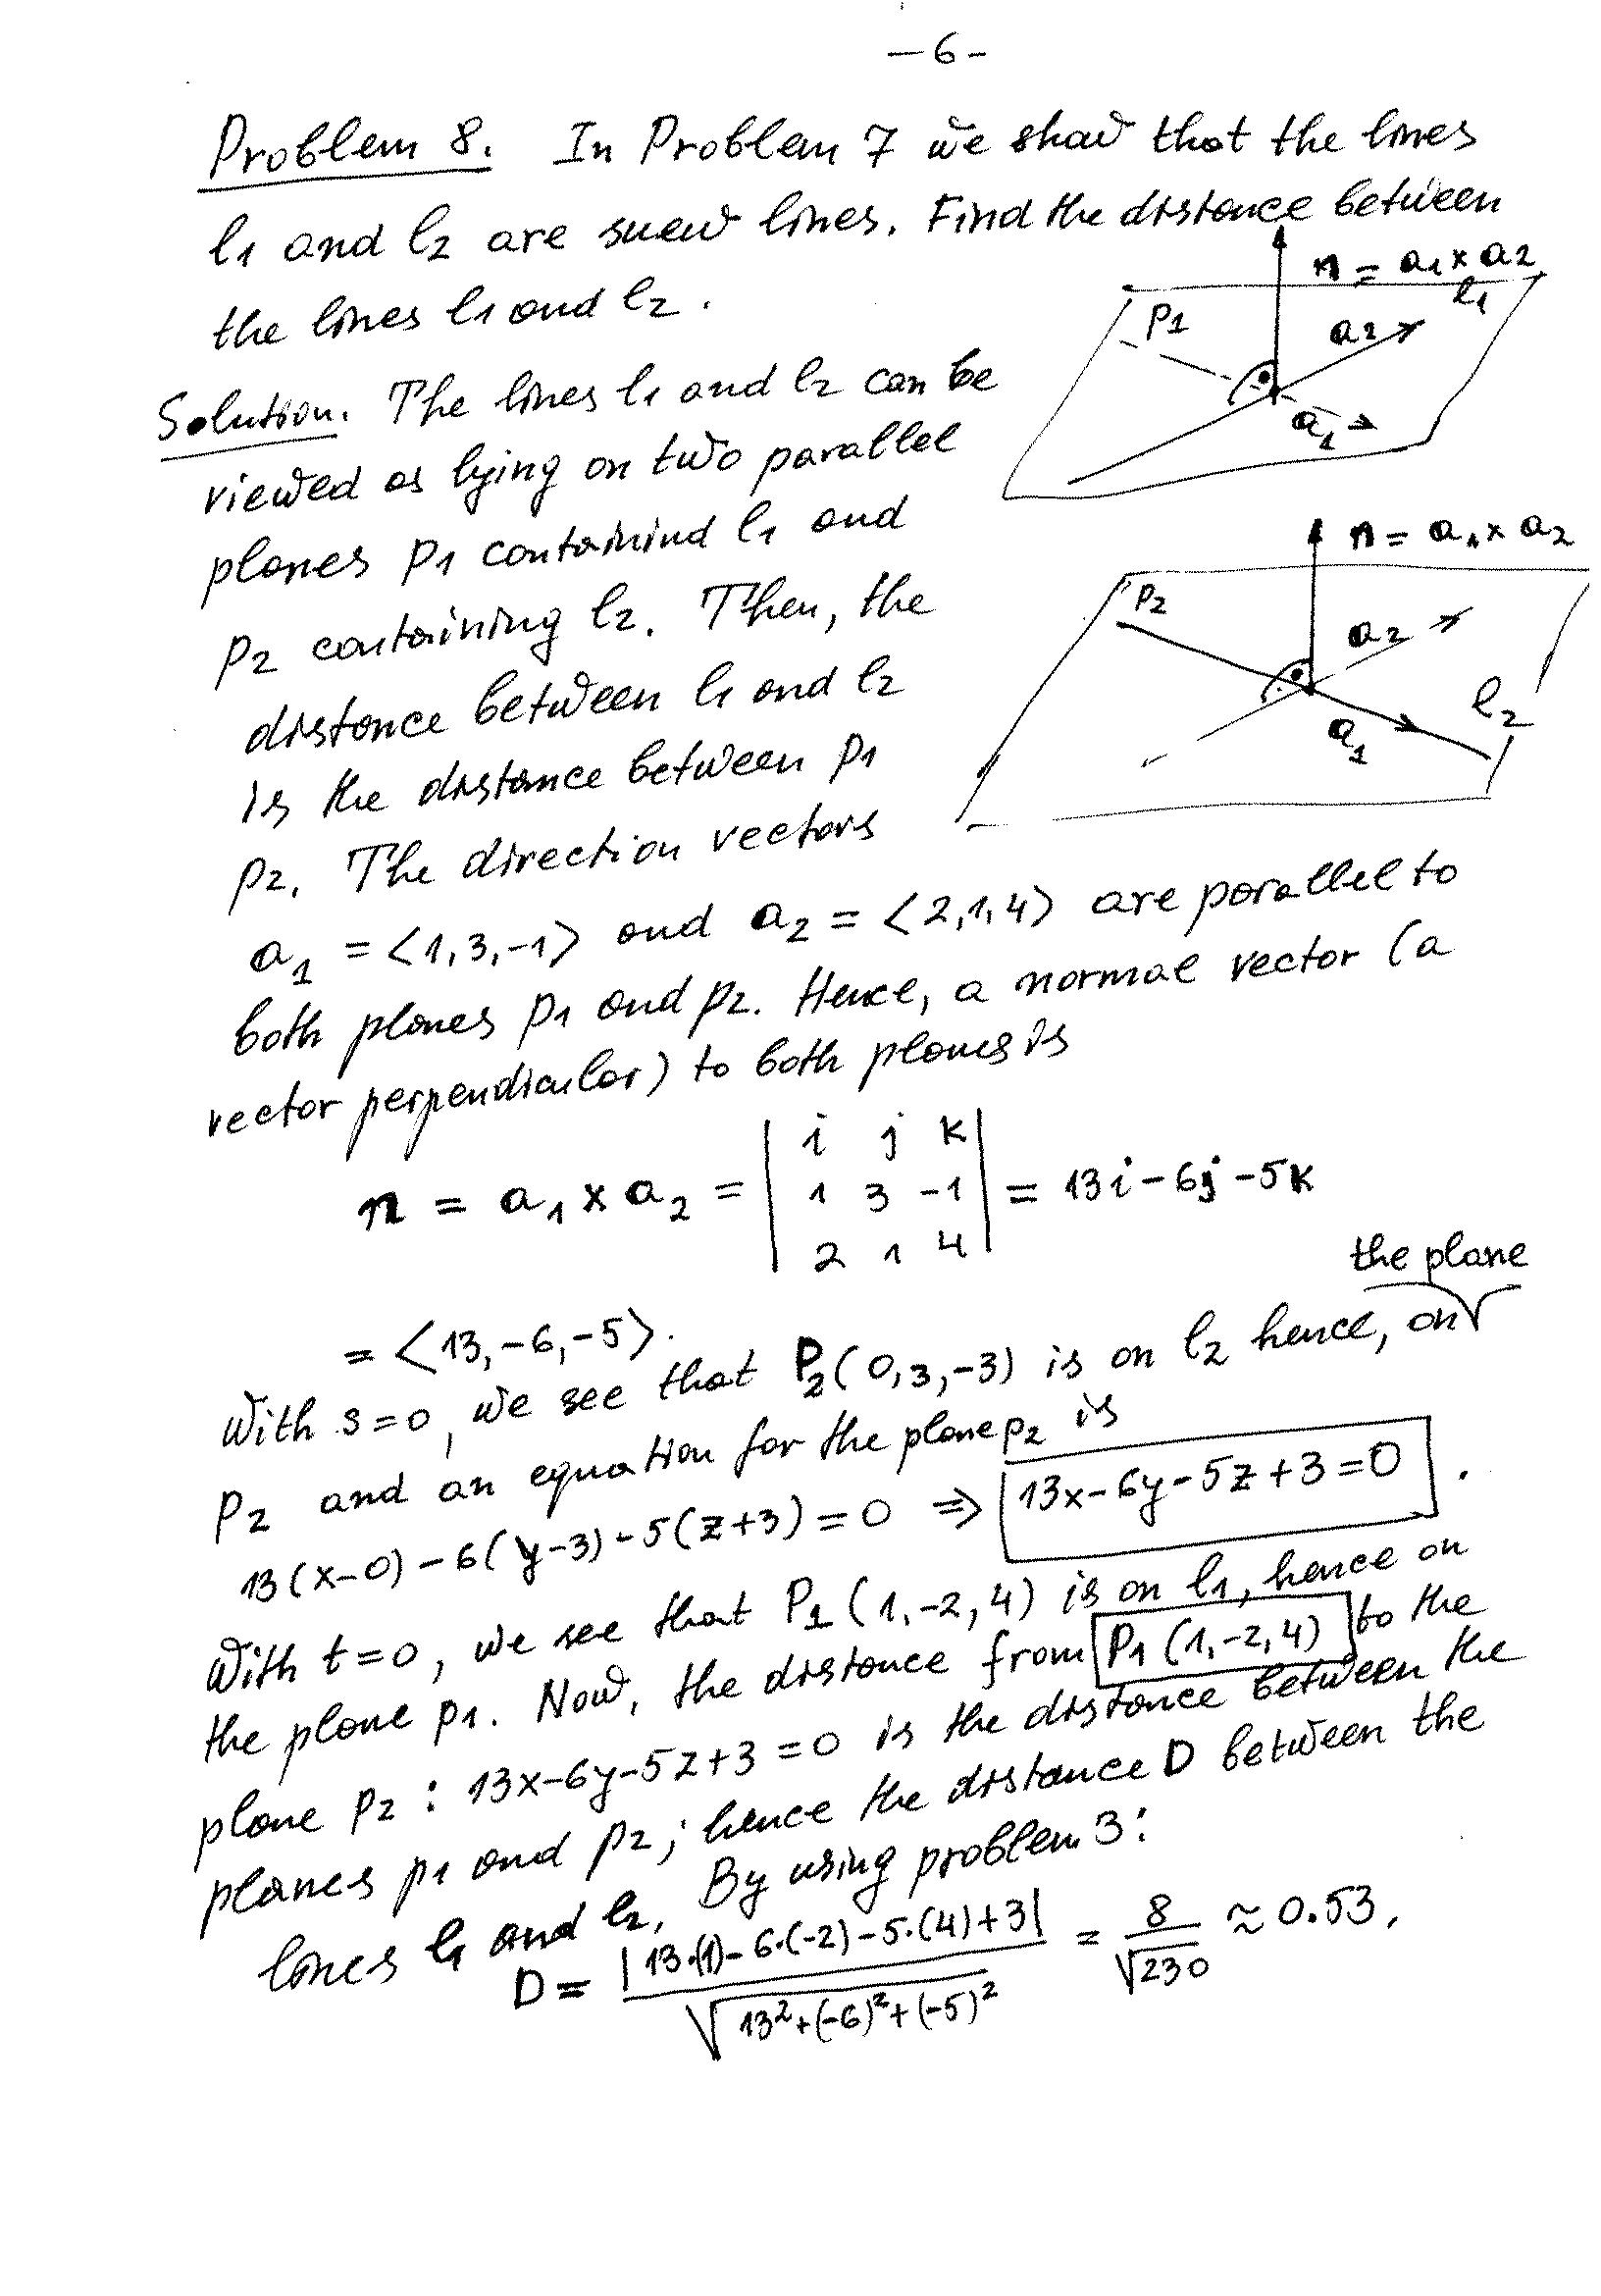 —6–
Problem 8. In Problem 7 we show that the lines
l1 and l2 are skew lines. Find the distance between
the lines l1 and l2.
n = a1 x a2
l1
P1
a2
a1
Solution. The lines l1 and l2 can be
viewed as lying on two parallel
planes P1 containind l1 and
P2 containing l2. Then, the
distance between l1 and l2
is the distance between P1
P2. The direction vectors
n = a1 x a2
P2
a2
l2
a1
a1 = <1,3,-1> and a2 = <2,1,4> are parallel to
both planes P1 and P2. Hence, a normal vector (a
vector perpendicular) to both planes is
n = a1 x a2 = | i j k |
| 1 3 -1 | = 13i - 6j - 5k
| 2 1 4 |
= <13, -6, -5>.
the plane
With s=0, we see that P2(0,3,-3) is on l2 hence, on √
P2 and an equation for the plane P2 is
13(x-0) - 6(y-3) - 5(z+3) = 0 ⇒ 13x - 6y - 5z + 3 = 0 .
With t=0, we see that P1 (1,-2,4) is on l1, hence on
the plane P1. Now, the distance from P1 (1,-2,4) to the
plane P2 : 13x-6y-5z+3 = 0 is the distance between the
planes P1 and P2; hence the distance D between the
lines l1 and l2. By using problem 3:
D = |13·(1) - 6·(-2) - 5·(4) + 3| / √13² + (-6)² + (-5)² = 8/√230 ≈ 0.53.